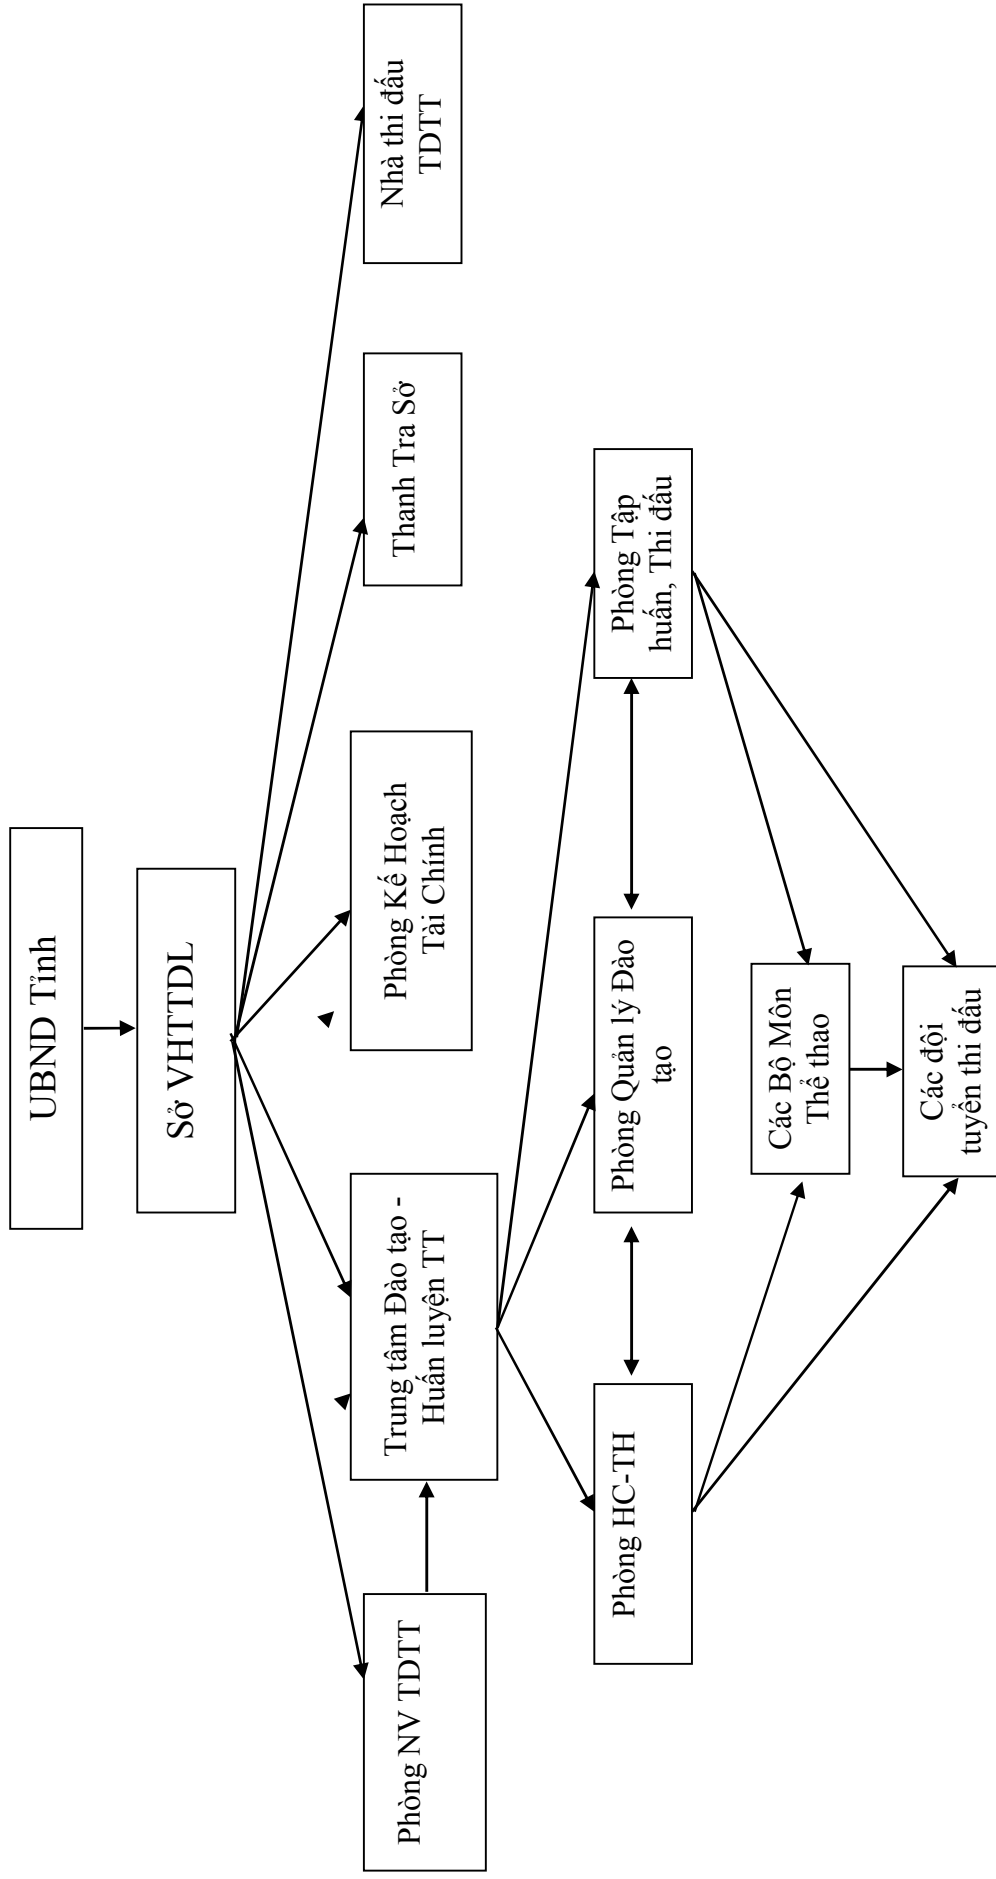 UBND Tỉnh
Sở VHTTDL
Phòng NV TDTT
Trung tâm Đào tạo -
Huấn luyện TT
Phòng Kế Hoạch
Tài Chính
Thanh Tra Sở
Nhà thi đấu
TDTT
Phòng HC-TH
Phòng Quản lý Đào
tạo
Phòng Tập
huấn, Thi đấu
Các Bộ Môn
Thể thao
Các đội
tuyển thi đấu